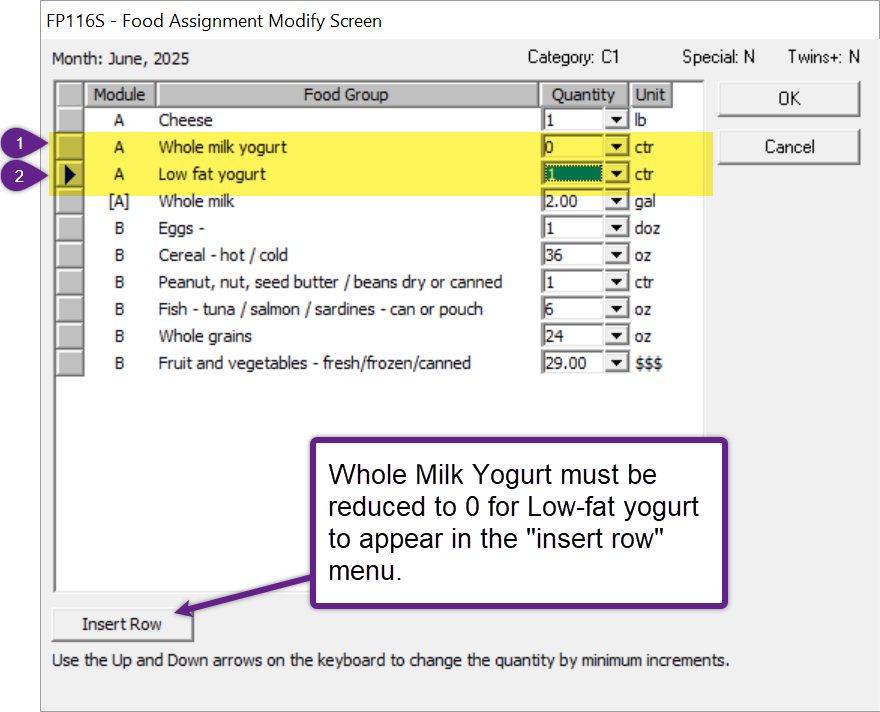 FP116S - Food Assignment Modify Screen
Month: June, 2025 Category: C1 Special: N Twins+: N
Module Food Group Quantity Unit
A Cheese 1 lb
1 A Whole milk yogurt 0 ctr
2 A Low fat yogurt 1 ctr
[A] Whole milk 2.00 gal
B Eggs - 1 doz
B Cereal - hot / cold 36 oz
B Peanut, nut, seed butter / beans dry or canned 1 ctr
B Fish - tuna / salmon / sardines - can or pouch 6 oz
B Whole grains 24 oz
B Fruit and vegetables - fresh/frozen/canned 29.00 $$$
OK
Cancel
Whole Milk Yogurt must be
reduced to 0 for Low-fat yogurt
to appear in the "insert row"
menu.
Insert Row
Use the Up and Down arrows on the keyboard to change the quantity by minimum increments.